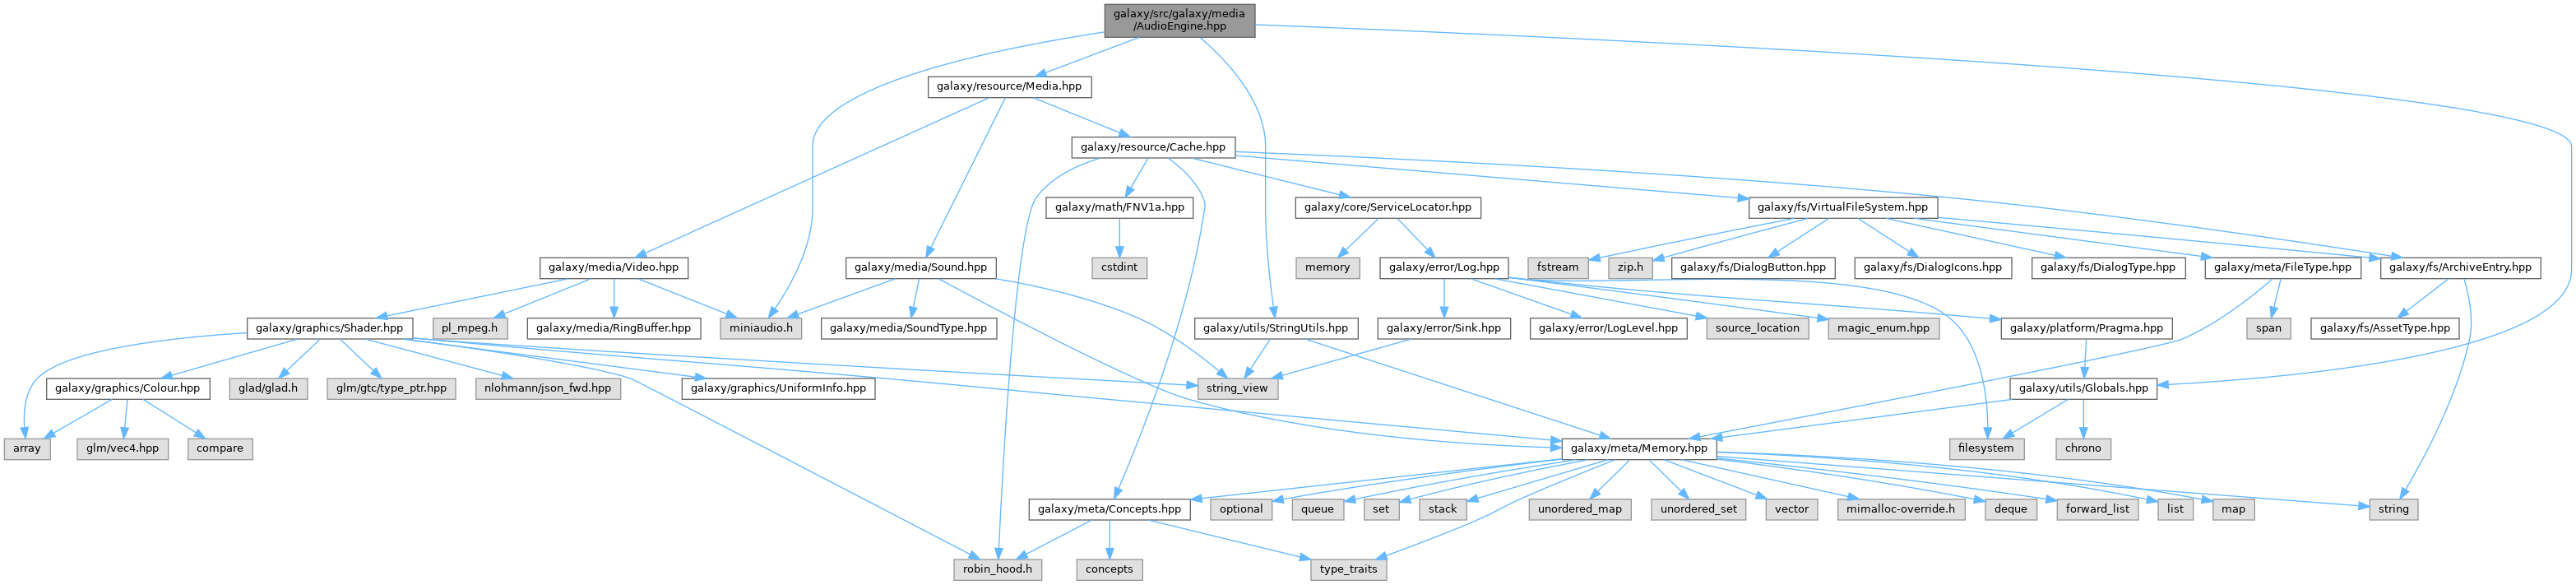 galaxy/src/galaxy/media
/AudioEngine.hpp
galaxy/resource/Media.hpp
galaxy/resource/Cache.hpp
galaxy/math/FNV1a.hpp
galaxy/core/ServiceLocator.hpp
galaxy/fs/VirtualFileSystem.hpp
galaxy/media/Video.hpp
galaxy/media/Sound.hpp
cstdint
memory
galaxy/error/Log.hpp
fstream
zip.h
galaxy/fs/DialogButton.hpp
galaxy/fs/DialogIcons.hpp
galaxy/fs/DialogType.hpp
galaxy/meta/FileType.hpp
galaxy/fs/ArchiveEntry.hpp
galaxy/graphics/Shader.hpp
pl_mpeg.h
galaxy/media/RingBuffer.hpp
miniaudio.h
galaxy/media/SoundType.hpp
galaxy/utils/StringUtils.hpp
galaxy/error/Sink.hpp
galaxy/error/LogLevel.hpp
source_location
magic_enum.hpp
galaxy/platform/Pragma.hpp
span
galaxy/fs/AssetType.hpp
galaxy/graphics/Colour.hpp
glad/glad.h
glm/gtc/type_ptr.hpp
nlohmann/json_fwd.hpp
galaxy/graphics/UniformInfo.hpp
string_view
galaxy/utils/Globals.hpp
array
glm/vec4.hpp
compare
galaxy/meta/Memory.hpp
filesystem
chrono
galaxy/meta/Concepts.hpp
optional
queue
set
stack
unordered_map
unordered_set
vector
mimalloc-override.h
deque
forward_list
list
map
string
robin_hood.h
concepts
type_traits